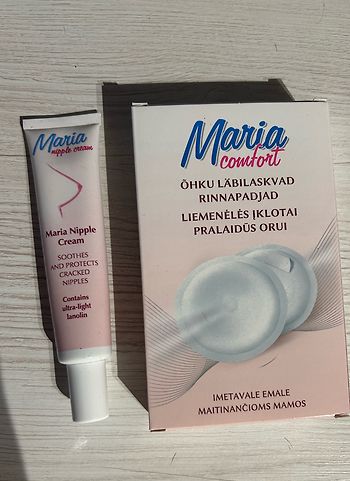 Maria
nipple cream
Maria Nipple
Cream
SOOTHES
AND PROTECTS
CRACKED
NIPPLES
Contains
ultra-light
lanolin
Maria
comfort
ÕHKU LÄBILASKVAD
RINNAPADJAD
LIEMENĖLĖS ĮKLOTAI
PRALAIDŪS ORUI
IMETAVALE EMALE
MAITINANČIOMS MAMOS